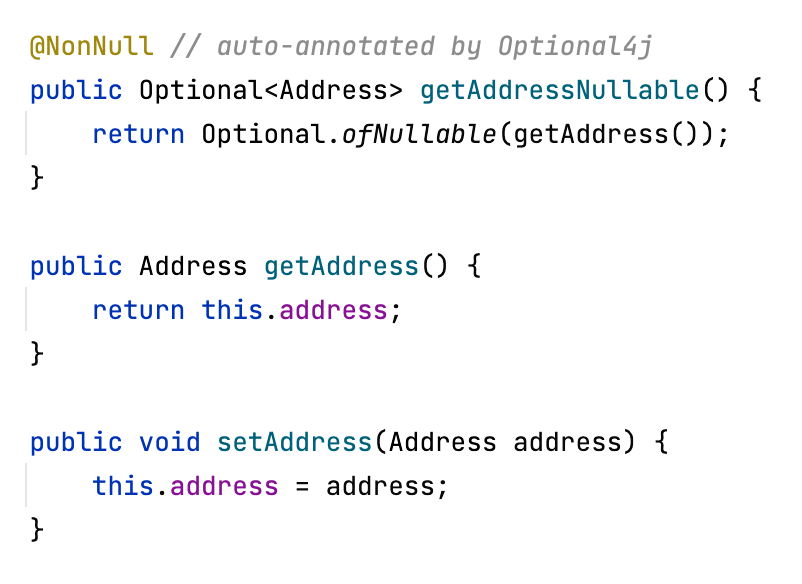 @NonNull // auto-annotated by Optional4j
public Optional<Address> getAddressNullable() {
    return Optional.ofNullable(getAddress());
}

public Address getAddress() {
    return this.address;
}

public void setAddress(Address address) {
    this.address = address;
}